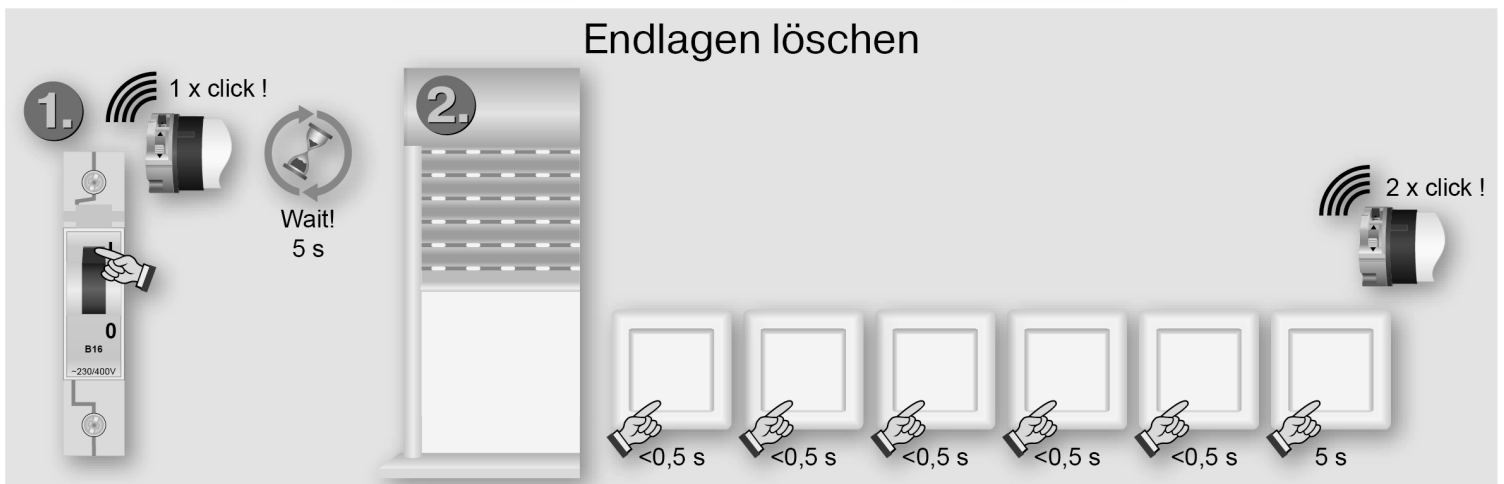 Endlagen löschen
1.
1 x click !
Wait!
5 s
I
0
B16
~230/400V
2.
2 x click !
<0,5 s
<0,5 s
<0,5 s
<0,5 s
<0,5 s
5 s